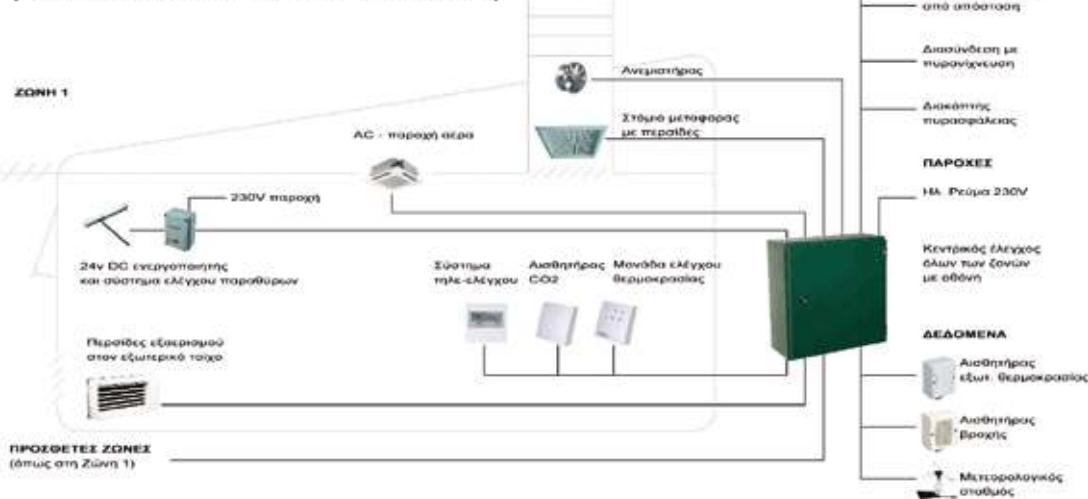 από απόσταση
Διασύνδεση με
πυρανίχνευση
Διακόπτης
πυρασφάλειας
ΠΑΡΟΧΕΣ
Ηλ. Ρεύμα 230V
Κεντρικός έλεγχος
όλων των ζωνών
με οθόνη
ΔΕΔΟΜΕΝΑ
Αισθητήρας
εξωτ. θερμοκρασίας
Αισθητήρας
βροχής
Μετεορολογικός
σταθμός
ΖΩΝΗ 1
Ανεμιστήρας
Στόμιο μεταφοράς
με περσίδες
AC - παροχή αέρα
230V παροχή
24v DC ενεργοποιητής
και σύστημα ελέγχου παραθύρων
Σύστημα
τηλε-ελέγχου
Αισθητήρας
CO2
Μονάδα ελέγχου
θερμοκρασίας
Περσίδες εξαερισμού
στον εξωτερικό τοίχο
ΠΡΟΣΘΕΤΕΣ ΖΩΝΕΣ
(όπως στη Ζώνη 1)